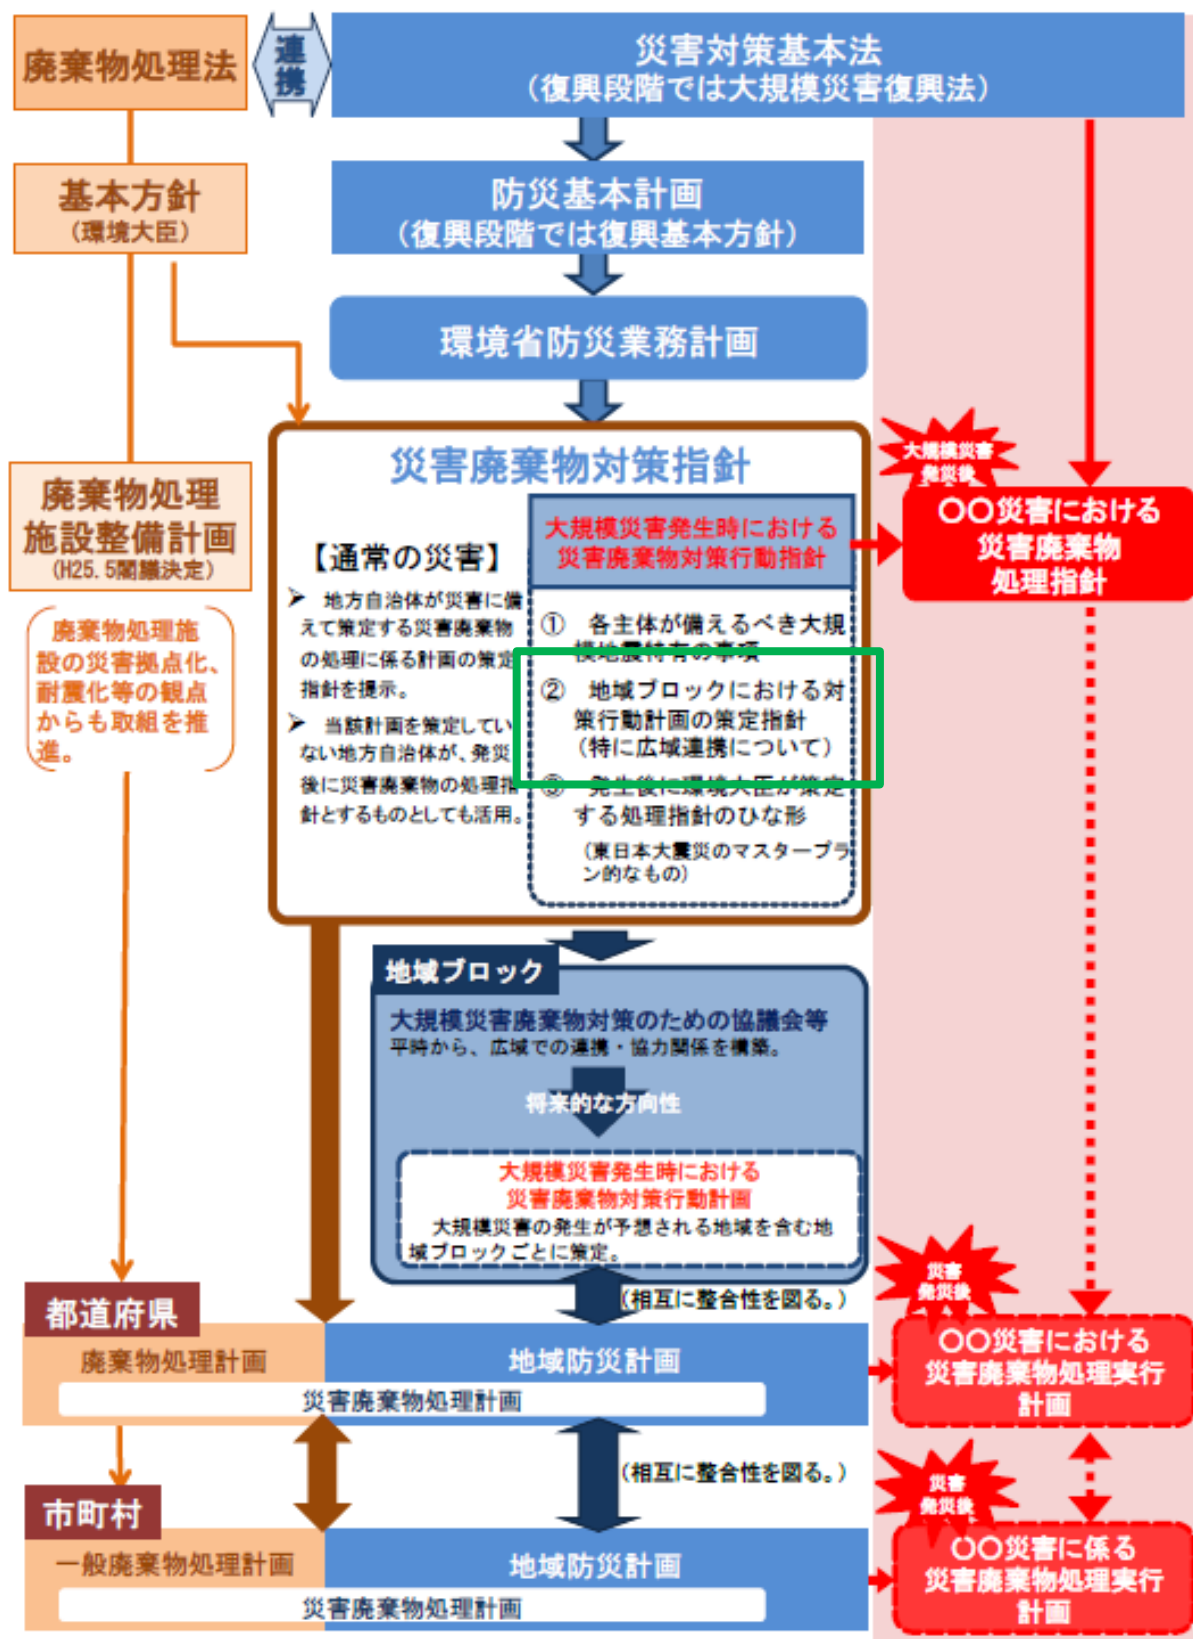 廃棄物処理法
連携
災害対策基本法
(復興段階では大規模災害復興法)
基本方針
(環境大臣)
防災基本計画
(復興段階では復興基本方針)
環境省防災業務計画
災害廃棄物対策指針
大規模災害
発災後
廃棄物処理
施設整備計画
(H25.5閣議決定)
【通常の災害】
大規模災害発生時における
災害廃棄物対策行動指針
〇〇災害における
災害廃棄物
処理指針
廃棄物処理施
設の災害拠点化、
耐震化等の観点
からも取組を推
進。
➤ 地方自治体が災害に備
えて策定する災害廃棄物
の処理に係る計画の策定
指針を提示。
➤ 当該計画を策定してい
ない地方自治体が、発災
後に災害廃棄物の処理指
針とするものとしても活用。
① 各主体が備えるべき大規
模地震特有の事項
② 地域ブロックにおける対
策行動計画の策定指針
(特に広域連携について)
③ 発生後に環境大臣が策定
する処理指針のひな形
(東日本大震災のマスタープラ
ン的なもの)
地域ブロック
大規模災害廃棄物対策のための協議会等
平時から、広域での連携・協力関係を構築。
将来的な方向性
大規模災害発生時における
災害廃棄物対策行動計画
大規模災害の発生が予想される地域を含む地
域ブロックごとに策定。
(相互に整合性を図る。)
災害
発災後
都道府県
廃棄物処理計画
地域防災計画
災害廃棄物処理計画
〇〇災害における
災害廃棄物処理実行
計画
(相互に整合性を図る。)
災害
発災後
市町村
一般廃棄物処理計画
地域防災計画
災害廃棄物処理計画
〇〇災害に係る
災害廃棄物処理実行
計画